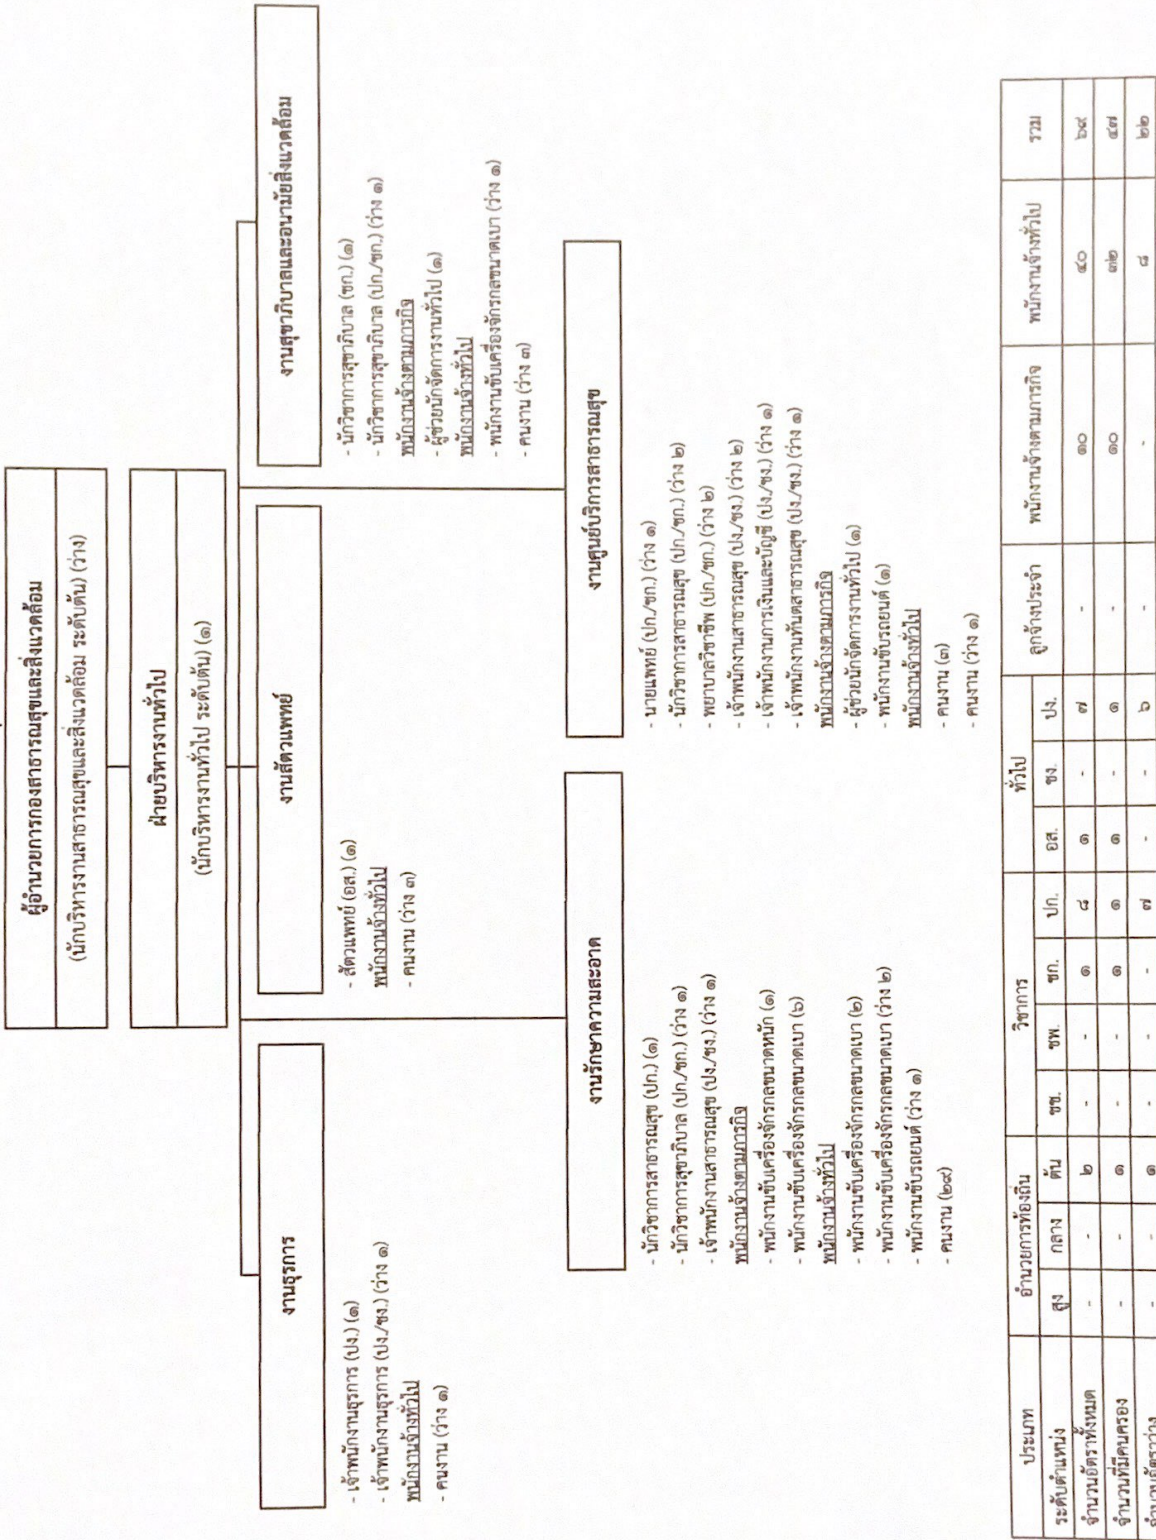 ผู้อำนวยการกองสาธารณสุขและสิ่งแวดล้อม
(นักบริหารงานสาธารณสุขและสิ่งแวดล้อม ระดับต้น) (ว่าง)
ฝ่ายบริหารงานทั่วไป
(นักบริหารงานทั่วไป ระดับต้น) (๑)
งานธุรการ
- เจ้าพนักงานธุรการ (ปง.) (๑)
- เจ้าพนักงานธุรการ (ปง./ชง.) (ว่าง ๑)
พนักงานจ้างทั่วไป
- คนงาน (ว่าง ๑)
งานสัตวแพทย์
- สัตวแพทย์ (อส.) (๑)
พนักงานจ้างทั่วไป
- คนงาน (ว่าง ๓)
งานสุขาภิบาลและอนามัยสิ่งแวดล้อม
- นักวิชาการสุขาภิบาล (ชก.) (๑)
- นักวิชาการสุขาภิบาล (ปก./ชก.) (ว่าง ๑)
พนักงานจ้างตามภารกิจ
- ผู้ช่วยนักจัดการงานทั่วไป (๑)
พนักงานจ้างทั่วไป
- พนักงานขับเครื่องจักรกลขนาดเบา (ว่าง ๑)
- คนงาน (ว่าง ๓)
งานรักษาความสะอาด
- นักวิชาการสาธารณสุข (ปก.) (๑)
- นักวิชาการสุขาภิบาล (ปก./ชก.) (ว่าง ๑)
- เจ้าพนักงานสาธารณสุข (ปง./ชง.) (ว่าง ๑)
พนักงานจ้างตามภารกิจ
- พนักงานขับเครื่องจักรกลขนาดหนัก (๑)
- พนักงานขับเครื่องจักรกลขนาดเบา (๖)
พนักงานจ้างทั่วไป
- พนักงานขับเครื่องจักรกลขนาดเบา (๒)
- พนักงานขับเครื่องจักรกลขนาดเบา (ว่าง ๒)
- พนักงานขับรถยนต์ (ว่าง ๑)
- คนงาน (๒๙)
งานศูนย์บริการสาธารณสุข
- นายแพทย์ (ปก./ชก.) (ว่าง ๑)
- นักวิชาการสาธารณสุข (ปก./ชก.) (ว่าง ๒)
- พยาบาลวิชาชีพ (ปก./ชก.) (ว่าง ๒)
- เจ้าพนักงานสาธารณสุข (ปง./ชง.) (ว่าง ๒)
- เจ้าพนักงานการเงินและบัญชี (ปง./ชง.) (ว่าง ๑)
- เจ้าพนักงานทันตสาธารณสุข (ปง./ชง.) (ว่าง ๑)
พนักงานจ้างตามภารกิจ
- ผู้ช่วยนักจัดการงานทั่วไป (๑)
- พนักงานขับรถยนต์ (๑)
พนักงานจ้างทั่วไป
- คนงาน (๓)
- คนงาน (ว่าง ๑)
ประเภท อำนวยการท้องถิ่น วิชาการ ทั่วไป ลูกจ้างประจำ พนักงานจ้างตามภารกิจ พนักงานจ้างทั่วไป รวม
ระดับตำแหน่ง สูง กลาง ต้น ชช. ชพ. ชก. ปก. อส. ชง. ปง.
จำนวนอัตราทั้งหมด - - ๒ - - ๑ ๘ ๑ - ๗ - ๑๐ ๔๐ ๖๙
จำนวนที่มีคนครอง - - ๑ - - ๑ ๑ ๑ - ๑ - ๑๐ ๓๒ ๔๗
จำนวนอัตราว่าง - - ๑ - - - ๗ - - ๖ - - ๘ ๒๒